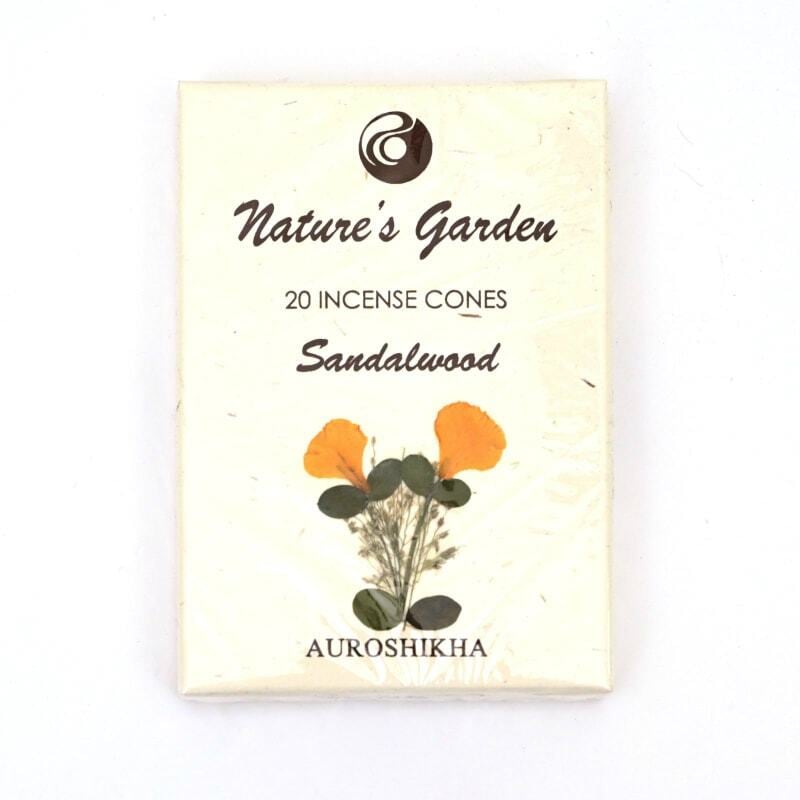 Nature's Garden
20 INCENSE CONES
Sandalwood
AUROSHIKHA